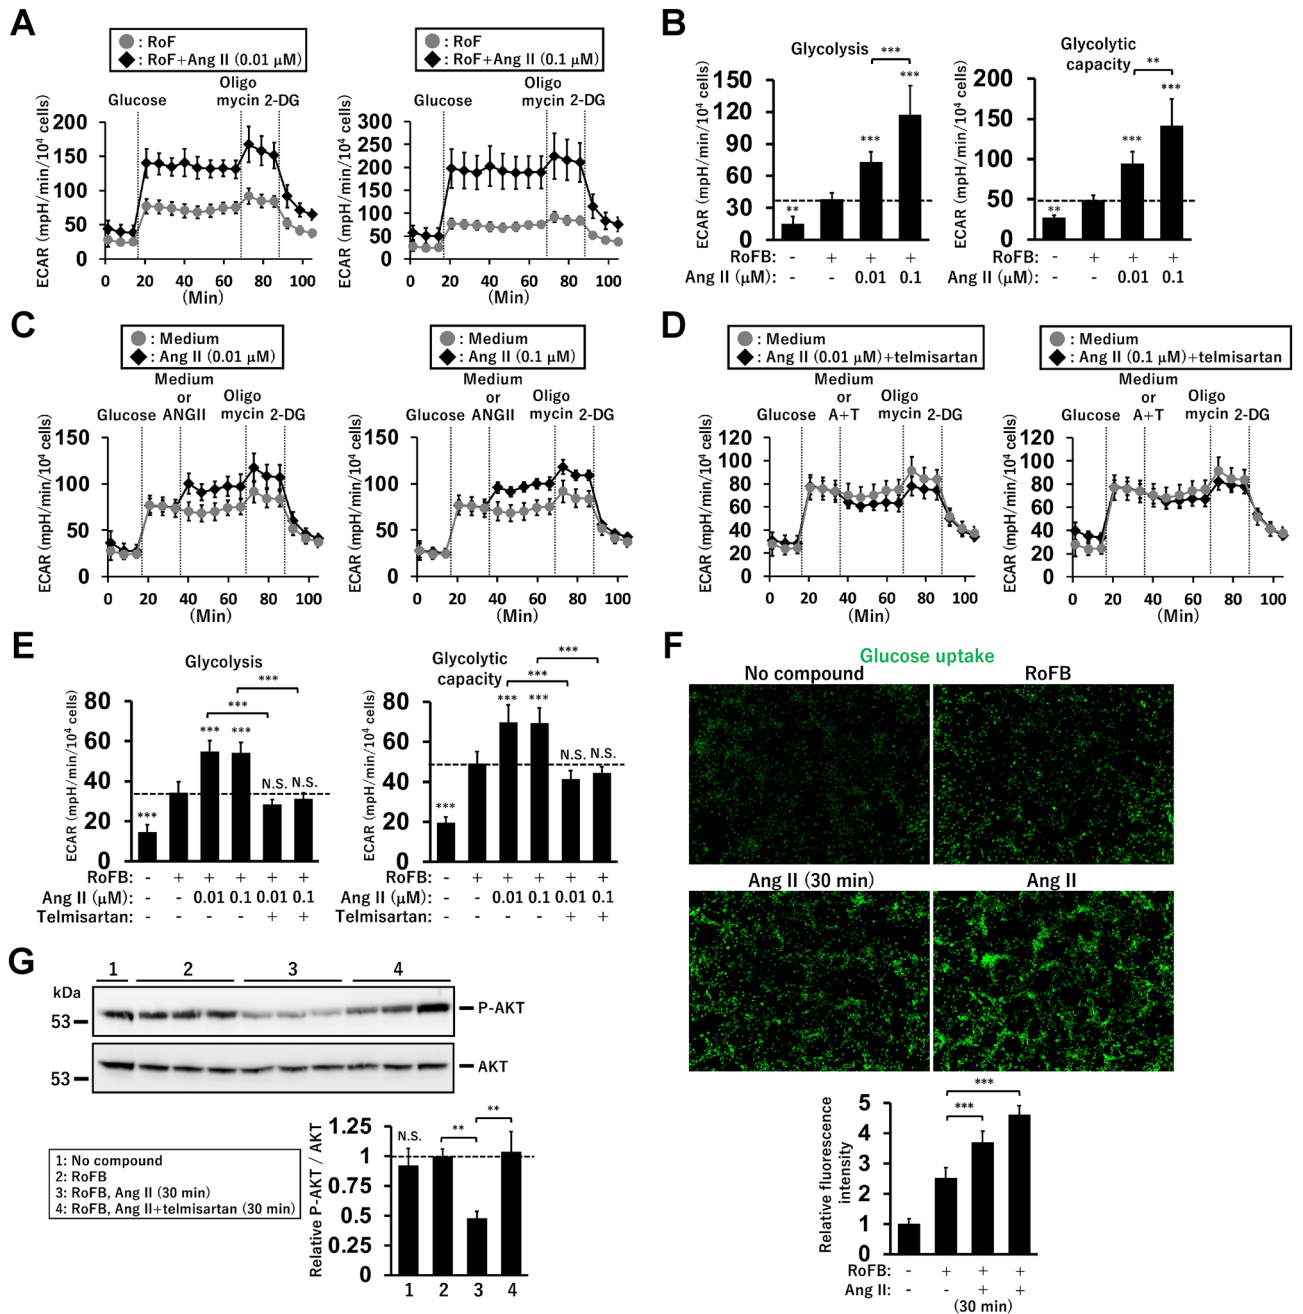 A
: RoF
: RoF+Ang II (0.01 μM)
Glucose
Oligo
mycin 2-DG
ECAR (mpH/min/10⁴ cells)
200
150
100
50
0
0 20 40 60 80 100
(Min)
: RoF
: RoF+Ang II (0.1 μM)
Glucose
Oligo
mycin 2-DG
ECAR (mpH/min/10⁴ cells)
300
250
200
150
100
50
0
0 20 40 60 80 100
(Min)
B
Glycolysis
***
***
***
**
ECAR (mpH/min/10⁴ cells)
150
120
90
60
30
0
RoFB: - + + +
Ang II (μM): - - 0.01 0.1
Glycolytic
capacity
**
***
***
**
ECAR (mpH/min/10⁴ cells)
200
150
100
50
0
RoFB: - + + +
Ang II (μM): - - 0.01 0.1
C
: Medium
: Ang II (0.01 μM)
Medium
or
Glucose ANGII
Oligo
mycin 2-DG
ECAR (mpH/min/10⁴ cells)
150
100
50
0
0 20 40 60 80 100
(Min)
: Medium
: Ang II (0.1 μM)
Medium
or
Glucose ANGII
Oligo
mycin 2-DG
ECAR (mpH/min/10⁴ cells)
150
100
50
0
0 20 40 60 80 100
(Min)
D
: Medium
: Ang II (0.01 μM)+telmisartan
Medium
or
Glucose A+T
Oligo
mycin 2-DG
ECAR (mpH/min/10⁴ cells)
120
100
80
60
40
20
0
0 20 40 60 80 100
(Min)
: Medium
: Ang II (0.1 μM)+telmisartan
Medium
or
Glucose A+T
Oligo
mycin 2-DG
ECAR (mpH/min/10⁴ cells)
120
100
80
60
40
20
0
0 20 40 60 80 100
(Min)
E
Glycolysis
***
***
*** ***
N.S. N.S.
***
ECAR (mpH/min/10⁴ cells)
80
60
40
20
0
RoFB: - + + + + +
Ang II (μM): - - 0.01 0.1 0.01 0.1
Telmisartan: - - - - + +
Glycolytic
capacity
***
***
*** ***
N.S. N.S.
***
ECAR (mpH/min/10⁴ cells)
80
60
40
20
0
RoFB: - + + + + +
Ang II (μM): - - 0.01 0.1 0.01 0.1
Telmisartan: - - - - + +
F
Glucose uptake
No compound RoFB
Ang II (30 min) Ang II
***
***
Relative fluorescence
intensity
5
4
3
2
1
0
RoFB: - + + +
Ang II: - - + +
(30 min)
G
1 2 3 4
kDa
53
P-AKT
53
AKT
1: No compound
2: RoFB
3: RoFB, Ang II (30 min)
4: RoFB, Ang II+telmisartan (30 min)
Relative P-AKT / AKT
1.25
1
0.75
0.5
0.25
0
N.S.
**
**
1 2 3 4